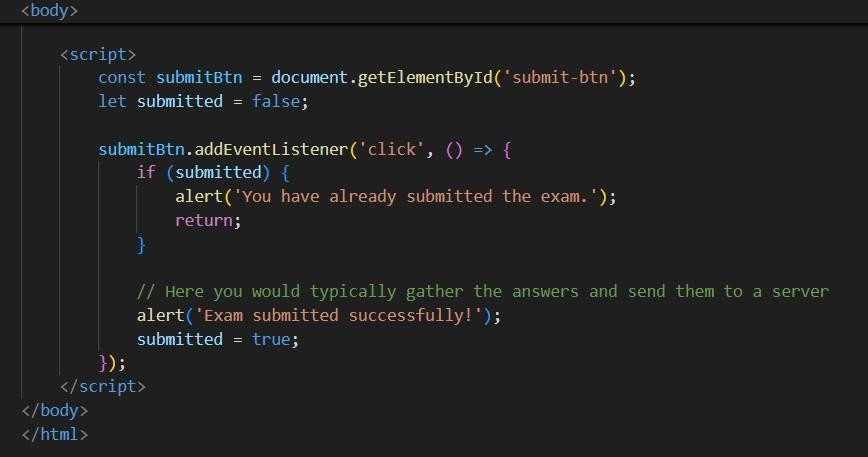 <body>
<script>
const submitBtn = document.getElementById('submit-btn');
let submitted = false;
submitBtn.addEventListener('click', () => {
if (submitted) {
alert('You have already submitted the exam.');
return;
}
// Here you would typically gather the answers and send them to a server
alert('Exam submitted successfully!');
submitted = true;
});
</script>
</body>
</html>